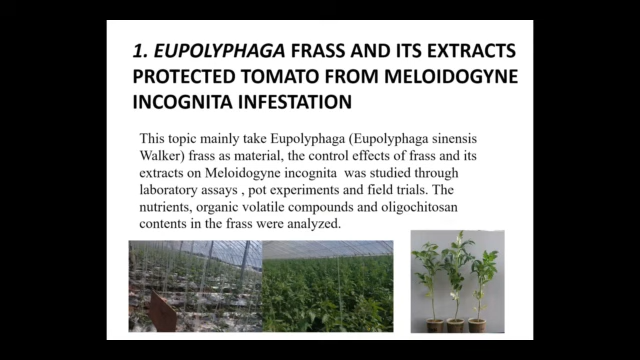 1. EUPOLYPHAGA FRASS AND ITS EXTRACTS
PROTECTED TOMATO FROM MELOIDOGYNE
INCOGNITA INFESTATION
This topic mainly take Eupolyphaga (Eupolyphaga sinensis
Walker) frass as material, the control effects of frass and its
extracts on Meloidogyne incognita was studied through
laboratory assays , pot experiments and field trials. The
nutrients, organic volatile compounds and oligochitosan
contents in the frass were analyzed.